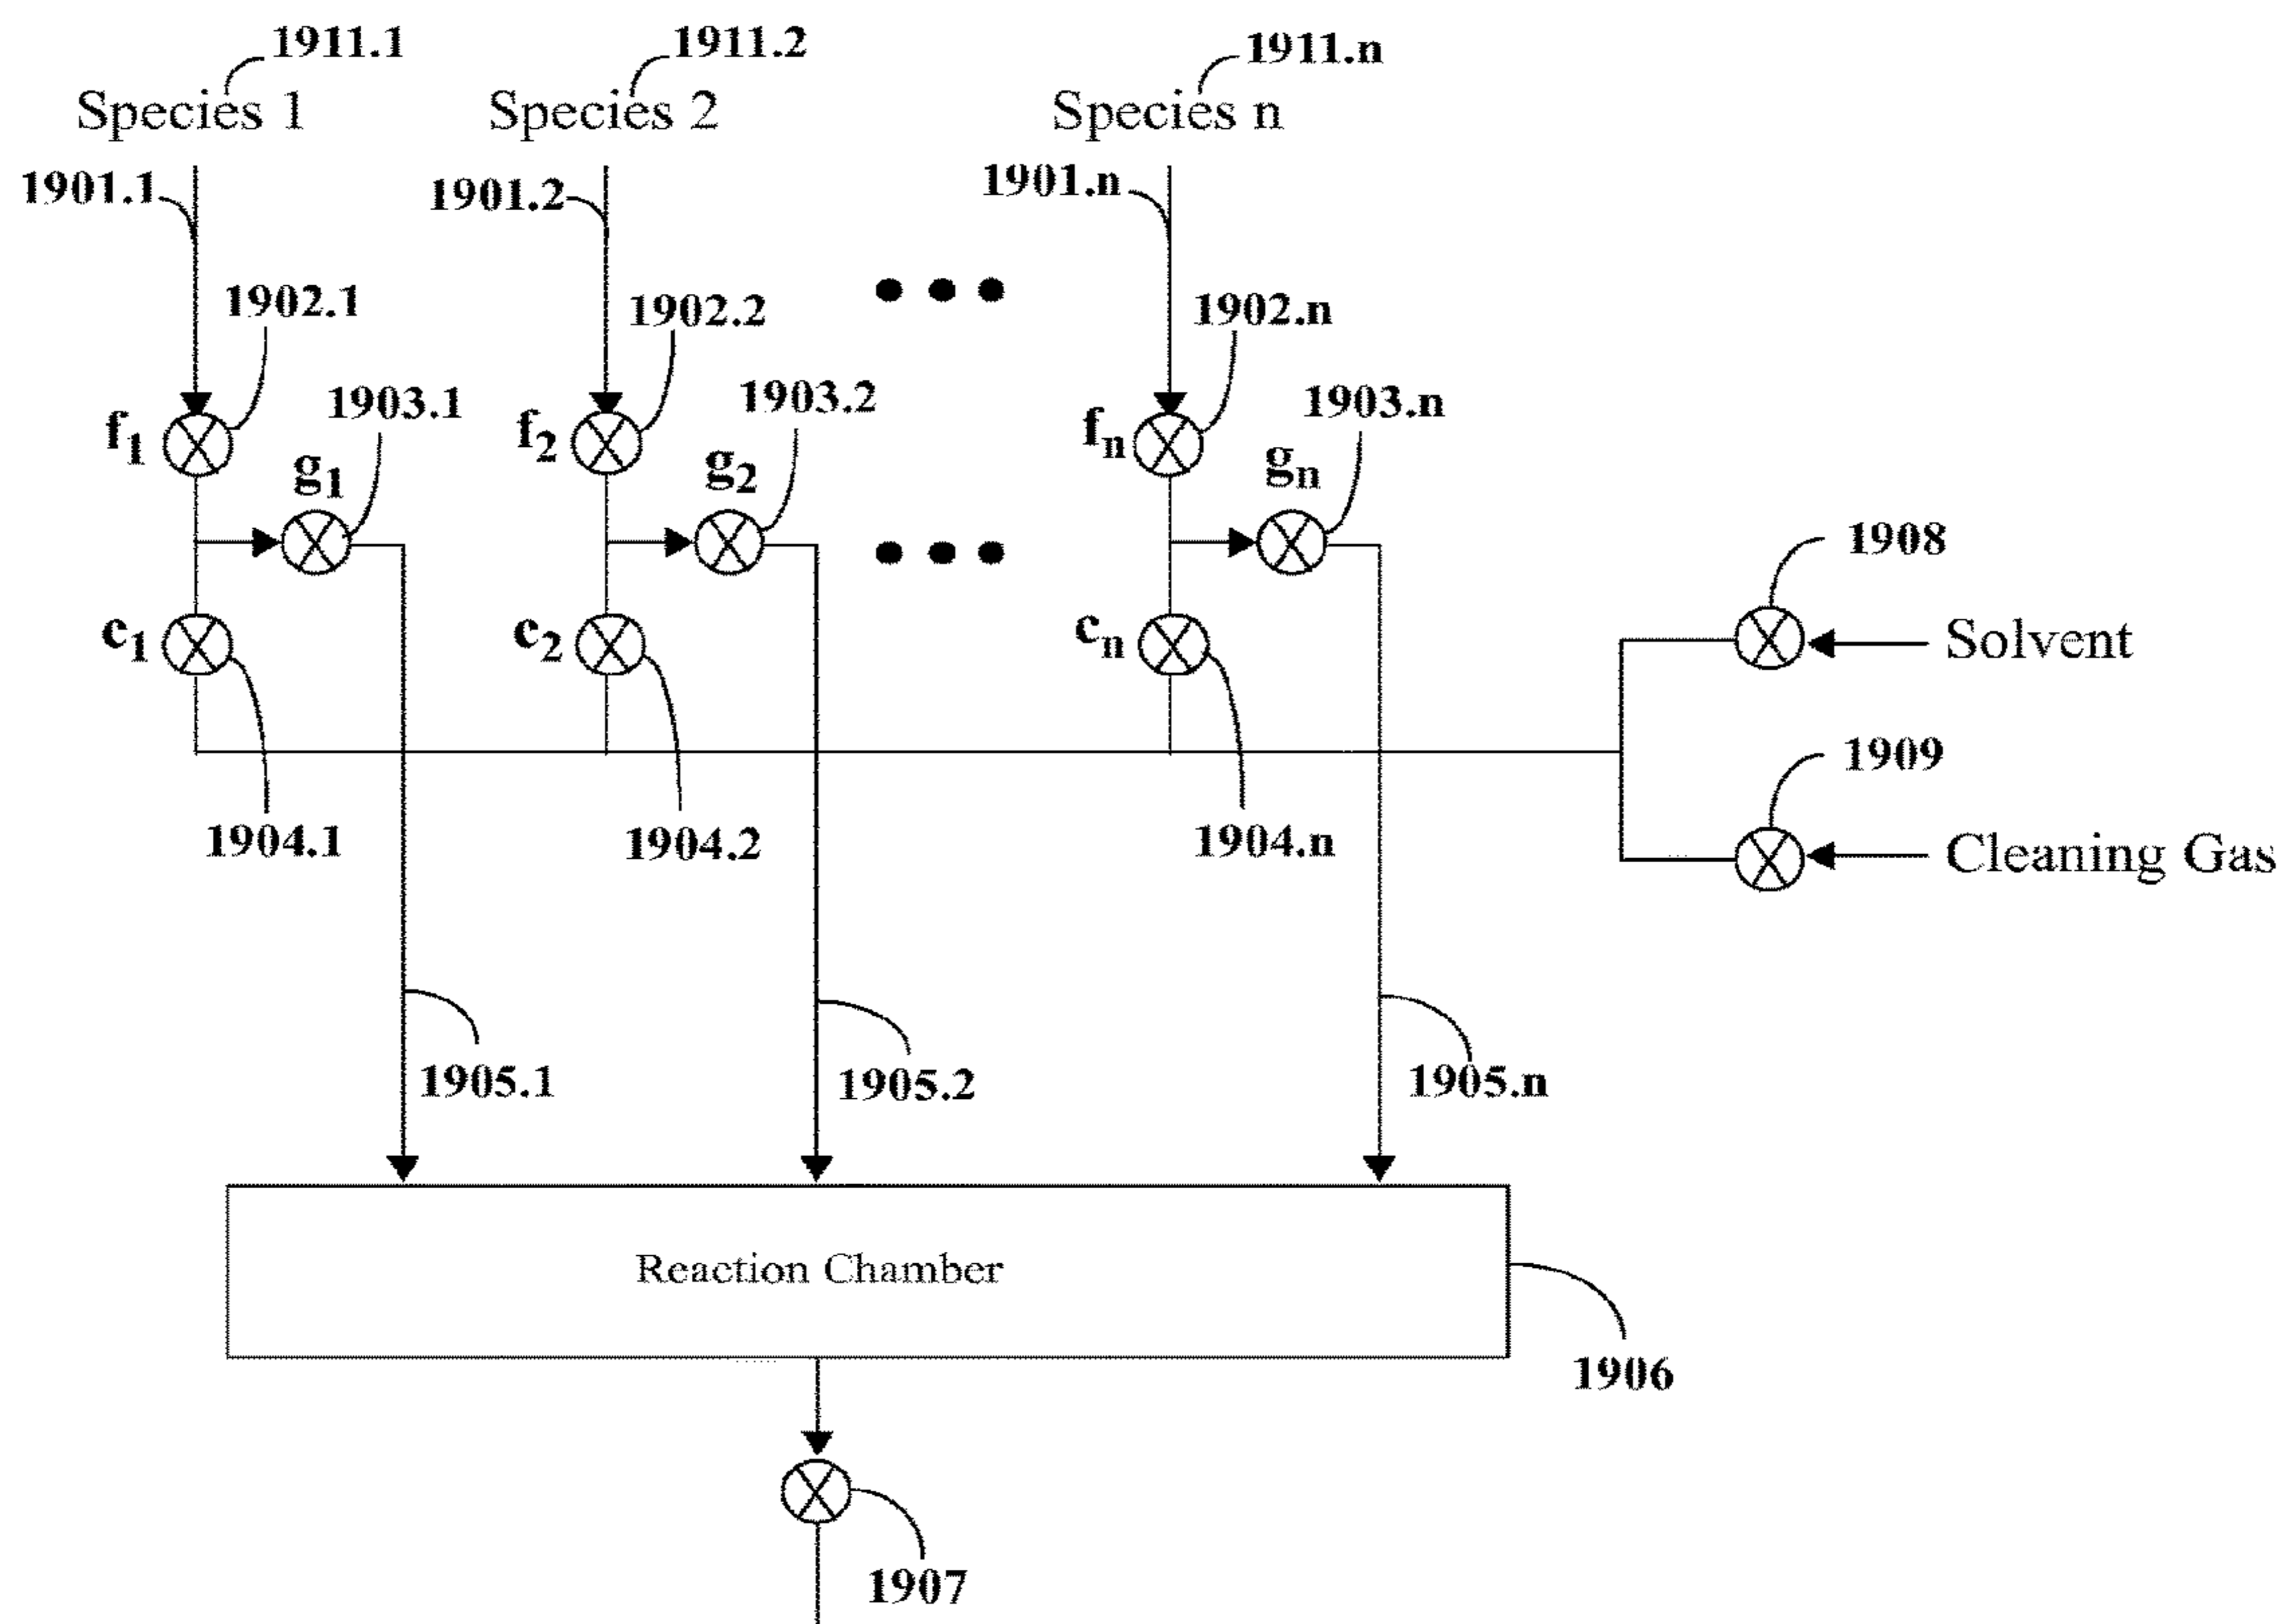 1911.1 1911.2 1911.n
Species 1 Species 2 Species n
1901.1 1901.2 1901.n
1902.1 1902.2 1902.n
1903.1 1903.2 1903.n
f1 f2 fn
g1 g2 gn
1908
c1 c2 cn Solvent
1909
1904.1 1904.2 1904.n Cleaning Gas
1905.1 1905.2 1905.n
Reaction Chamber
1906
1907